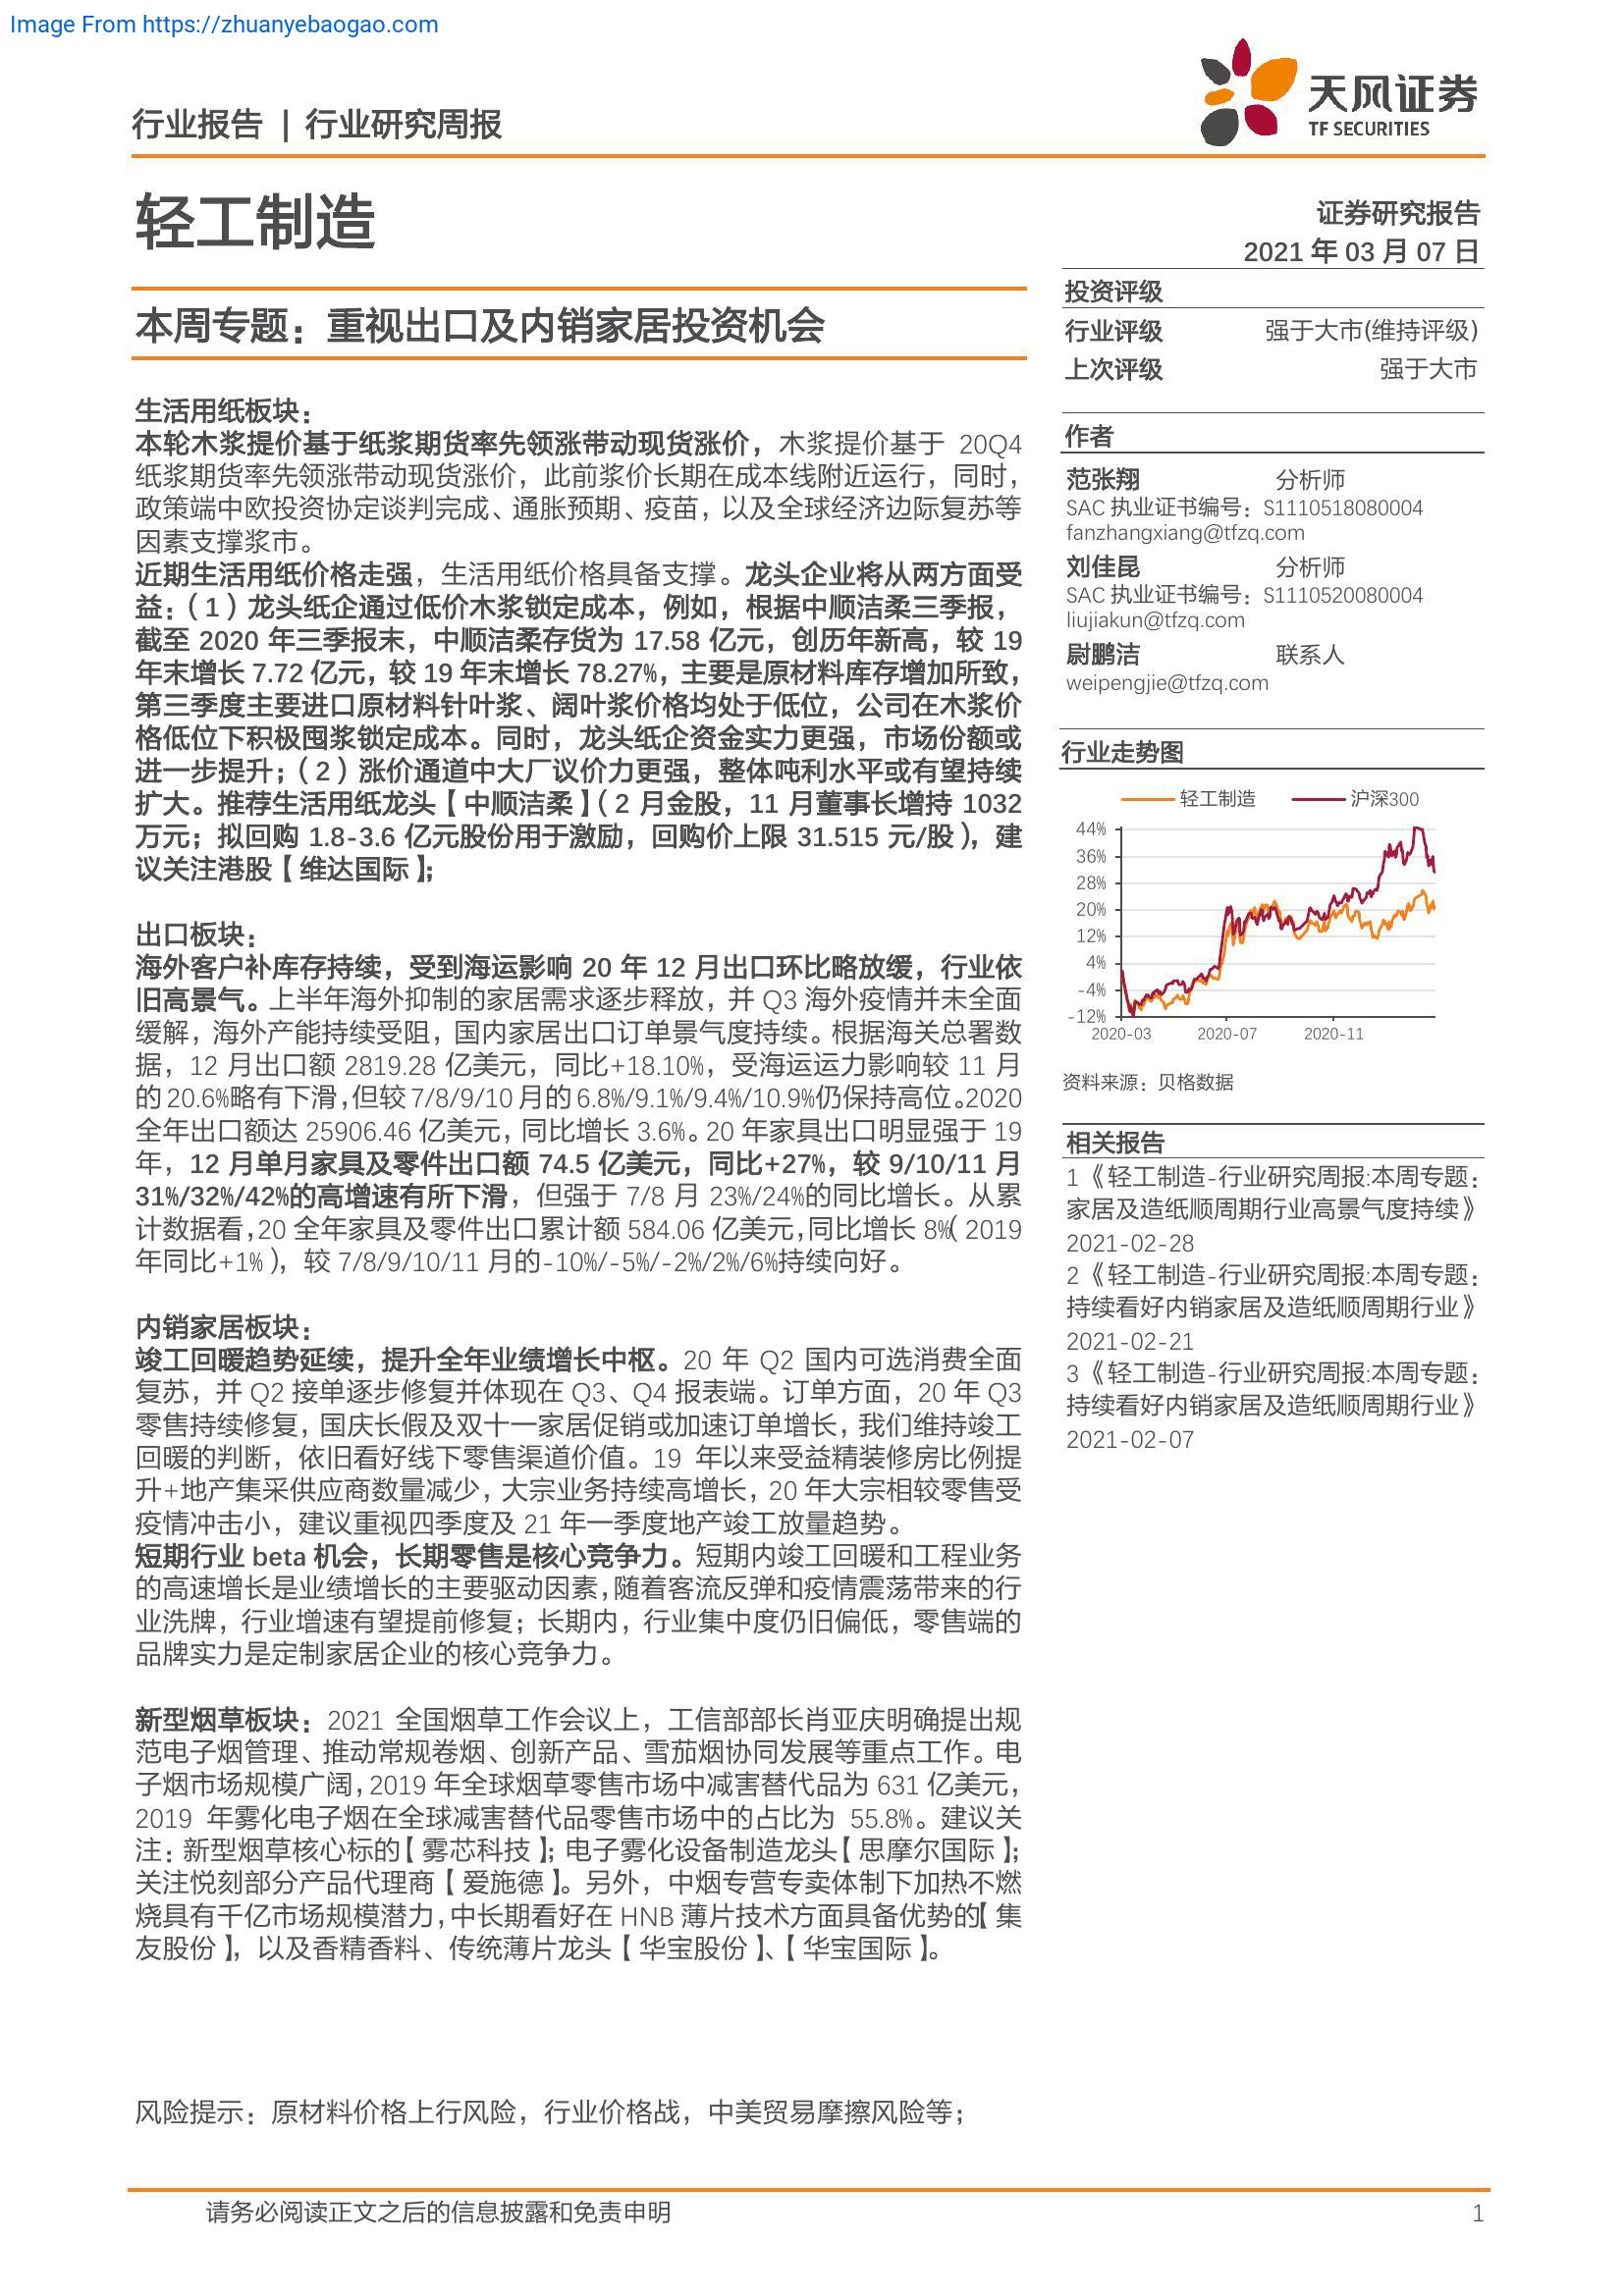 Image From https://zhuanyebaogao.com
行业报告 | 行业研究周报
天风证券
TF SECURITIES
轻工制造
证券研究报告
2021 年 03 月 07 日
本周专题：重视出口及内销家居投资机会
生活用纸板块：
本轮木浆提价基于纸浆期货率先领涨带动现货涨价，木浆提价基于 20Q4
纸浆期货率先领涨带动现货涨价，此前浆价长期在成本线附近运行，同时，
政策端中欧投资协定谈判完成、通胀预期、疫苗，以及全球经济边际复苏等
因素支撑浆市。
近期生活用纸价格走强，生活用纸价格具备支撑。龙头企业将从两方面受
益：（1）龙头纸企通过低价木浆锁定成本，例如，根据中顺洁柔三季报，
截至 2020 年三季报末，中顺洁柔存货为 17.58 亿元，创历年新高，较 19
年末增长 7.72 亿元，较 19 年末增长 78.27%，主要是原材料库存增加所致，
第三季度主要进口原材料针叶浆、阔叶浆价格均处于低位，公司在木浆价
格低位下积极囤浆锁定成本。同时，龙头纸企资金实力更强，市场份额或
进一步提升；（2）涨价通道中大厂议价力更强，整体吨利水平或有望持续
扩大。推荐生活用纸龙头【中顺洁柔】（2 月金股，11 月董事长增持 1032
万元；拟回购 1.8-3.6 亿元股份用于激励，回购价上限 31.515 元/股），建
议关注港股【维达国际】；
出口板块：
海外客户补库存持续，受到海运影响 20 年 12 月出口环比略放缓，行业依
旧高景气。上半年海外抑制的家居需求逐步释放，并 Q3 海外疫情并未全面
缓解，海外产能持续受阻，国内家居出口订单景气度持续。根据海关总署数
据，12 月出口额 2819.28 亿美元，同比+18.10%，受海运运力影响较 11 月
的 20.6%略有下滑，但较 7/8/9/10 月的 6.8%/9.1%/9.4%/10.9%仍保持高位。2020
全年出口额达 25906.46 亿美元，同比增长 3.6%。20 年家具出口明显强于 19
年，12 月单月家具及零件出口额 74.5 亿美元，同比+27%，较 9/10/11 月
31%/32%/42%的高增速有所下滑，但强于 7/8 月 23%/24%的同比增长。从累
计数据看，20 全年家具及零件出口累计额 584.06 亿美元，同比增长 8%（2019
年同比+1%），较 7/8/9/10/11 月的-10%/-5%/-2%/2%/6%持续向好。
内销家居板块：
竣工回暖趋势延续，提升全年业绩增长中枢。20 年 Q2 国内可选消费全面
复苏，并 Q2 接单逐步修复并体现在 Q3、Q4 报表端。订单方面，20 年 Q3
零售持续修复，国庆长假及双十一家居促销或加速订单增长，我们维持竣工
回暖的判断，依旧看好线下零售渠道价值。19 年以来受益精装修房比例提
升+地产集采供应商数量减少，大宗业务持续高增长，20 年大宗相较零售受
疫情冲击小，建议重视四季度及 21 年一季度地产竣工放量趋势。
短期行业 beta 机会，长期零售是核心竞争力。短期内竣工回暖和工程业务
的高速增长是业绩增长的主要驱动因素，随着客流反弹和疫情震荡带来的行
业洗牌，行业增速有望提前修复；长期内，行业集中度仍旧偏低，零售端的
品牌实力是定制家居企业的核心竞争力。
新型烟草板块：2021 全国烟草工作会议上，工信部部长肖亚庆明确提出规
范电子烟管理、推动常规卷烟、创新产品、雪茄烟协同发展等重点工作。电
子烟市场规模广阔，2019 年全球烟草零售市场中减害替代品为 631 亿美元，
2019 年雾化电子烟在全球减害替代品零售市场中的占比为 55.8%。建议关
注：新型烟草核心标的【雾芯科技】；电子雾化设备制造龙头【思摩尔国际】；
关注悦刻部分产品代理商【爱施德】。另外，中烟专营专卖体制下加热不燃
烧具有千亿市场规模潜力，中长期看好在 HNB 薄片技术方面具备优势的【集
友股份】，以及香精香料、传统薄片龙头【华宝股份】、【华宝国际】。
风险提示：原材料价格上行风险，行业价格战，中美贸易摩擦风险等；
投资评级
行业评级 强于大市(维持评级)
上次评级 强于大市
作者
范张翔 分析师
SAC 执业证书编号：S1110518080004
fanzhangxiang@tfzq.com
刘佳昆 分析师
SAC 执业证书编号：S1110520080004
liujiakun@tfzq.com
尉鹏洁 联系人
weipengjie@tfzq.com
行业走势图
轻工制造 沪深300
44%
36%
28%
20%
12%
4%
-4%
-12%
2020-03 2020-07 2020-11
资料来源：贝格数据
相关报告
1 《轻工制造-行业研究周报:本周专题：
家居及造纸顺周期行业高景气度持续》
2021-02-28
2 《轻工制造-行业研究周报:本周专题：
持续看好内销家居及造纸顺周期行业》
2021-02-21
3 《轻工制造-行业研究周报:本周专题：
持续看好内销家居及造纸顺周期行业》
2021-02-07
请务必阅读正文之后的信息披露和免责申明 1